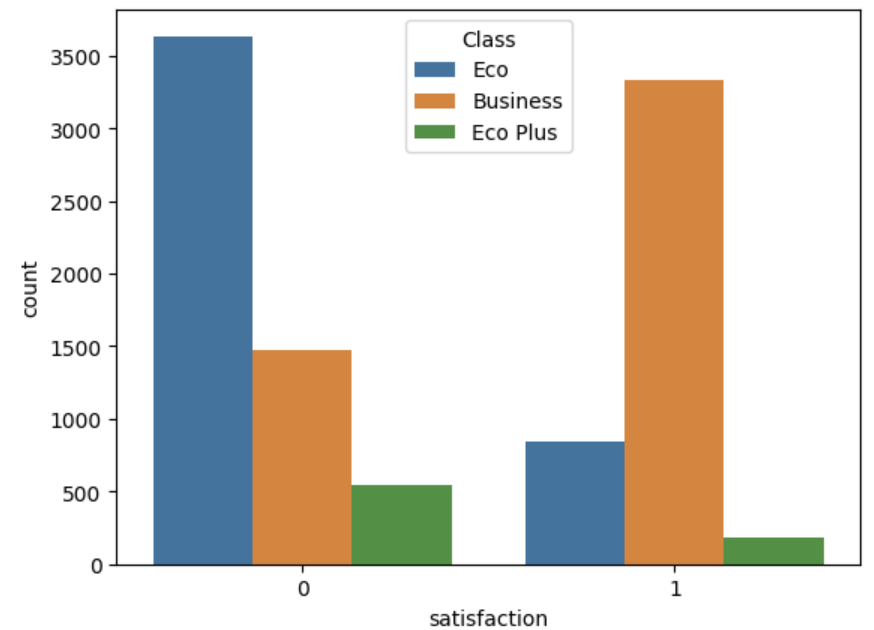 Class
Eco
Business
Eco Plus
count
3500
3000
2500
2000
1500
1000
500
0
0 1
satisfaction